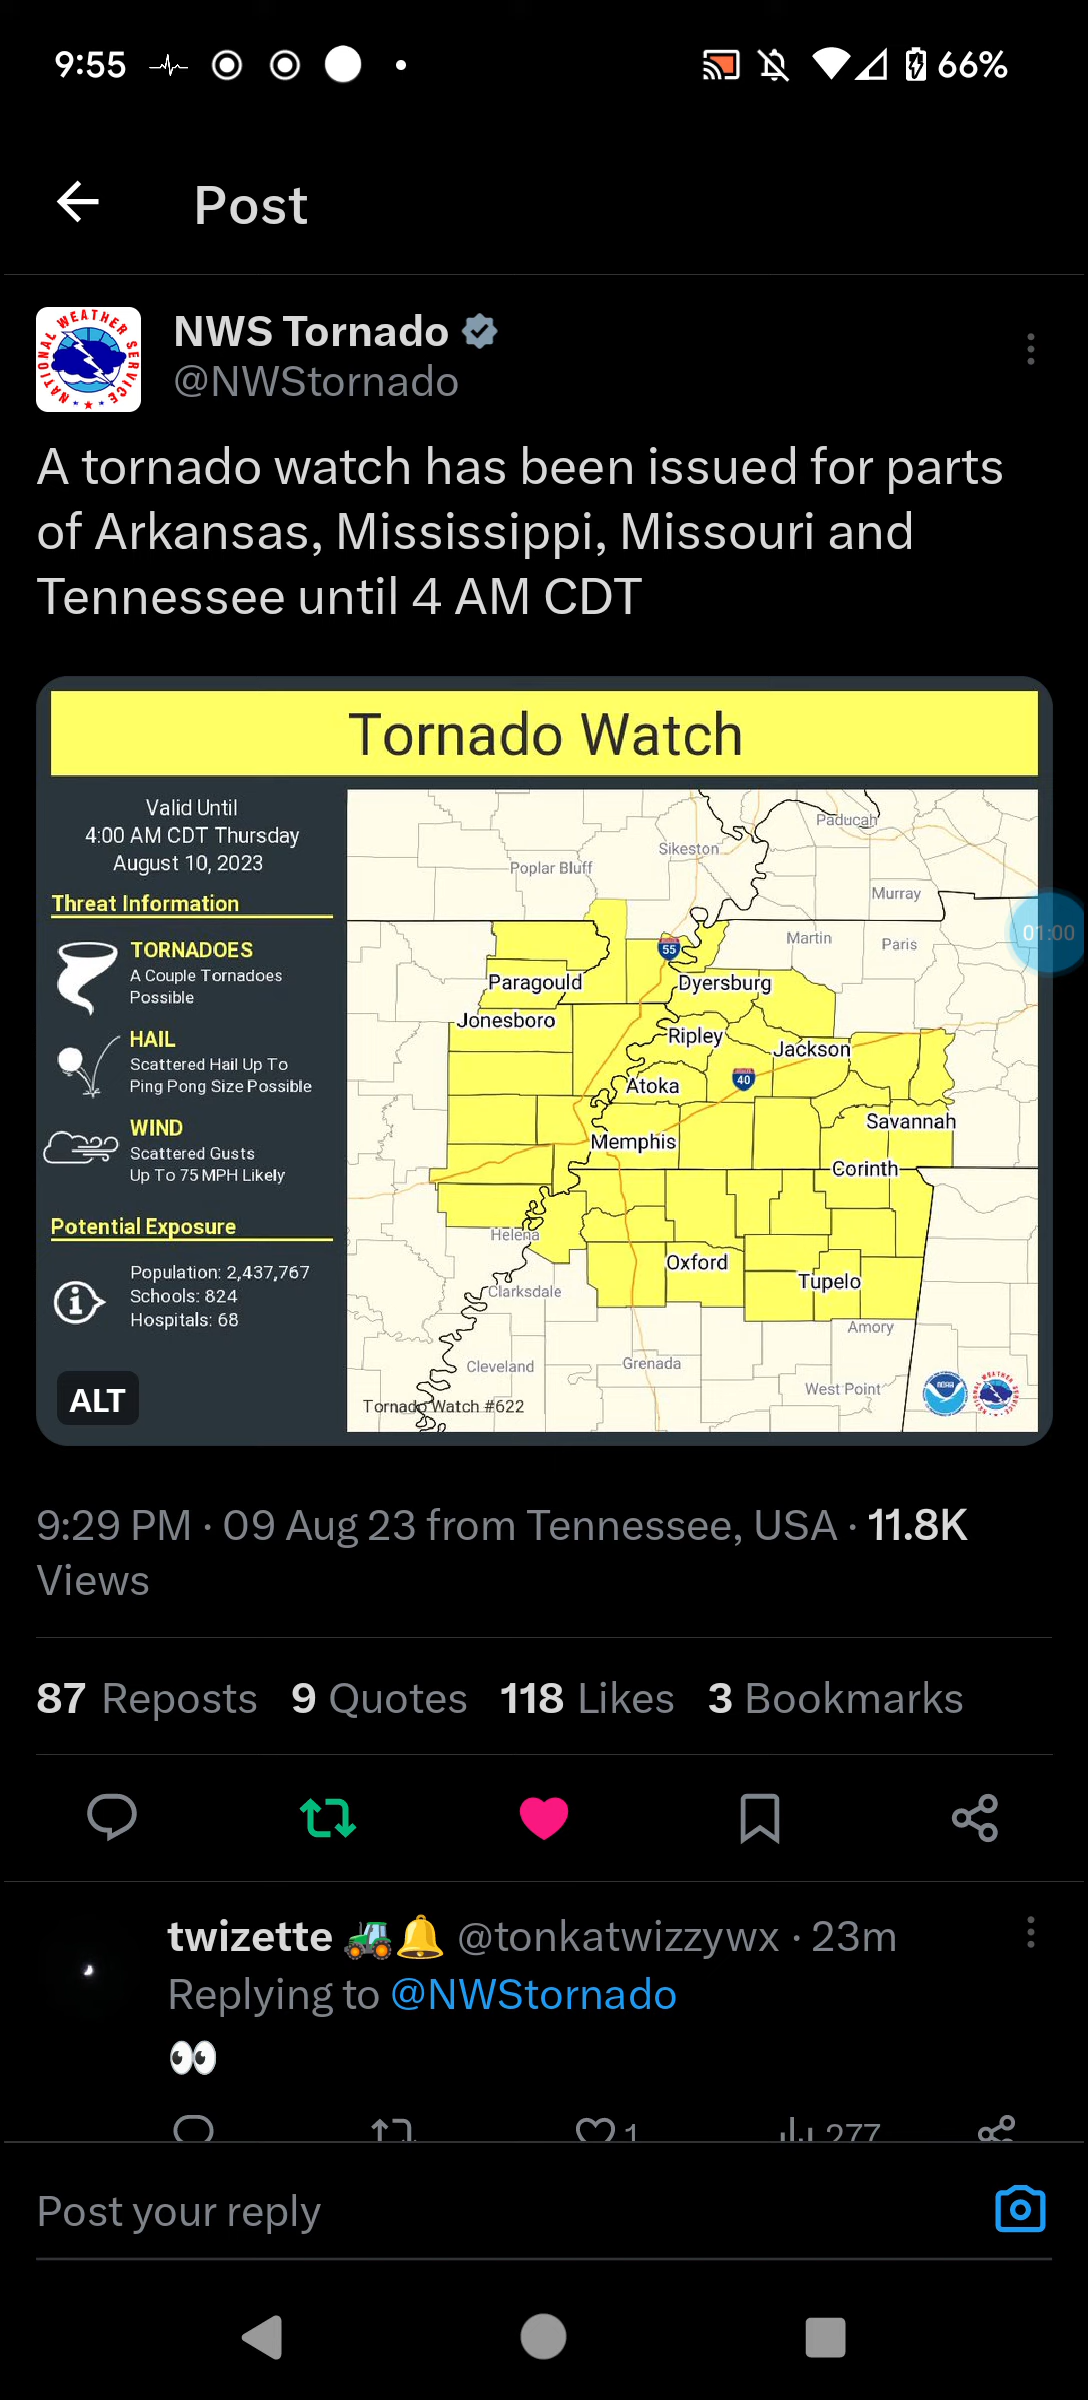 9:55
66%
Post
NWS Tornado
@NWStornado
A tornado watch has been issued for parts
of Arkansas, Mississippi, Missouri and
Tennessee until 4 AM CDT
Tornado Watch
Valid Until
4:00 AM CDT Thursday
August 10, 2023
Threat Information
TORNADOES
A Couple Tornadoes
Possible
HAIL
Scattered Hail Up To
Ping Pong Size Possible
WIND
Scattered Gusts
Up To 75 MPH Likely
Potential Exposure
Population: 2,437,767
Schools: 824
Hospitals: 68
ALT
Paducah
Sikeston
Poplar Bluff
Murray
01:00
Martin
Paris
55
Paragould
Dyersburg
Jonesboro
Ripley
Jackson
Atoka
40
Savannah
Memphis
Corinth
Helena
Oxford
Tupelo
Clarksdale
Amory
Cleveland
Grenada
West Point
Tornado Watch #622
9:29 PM · 09 Aug 23 from Tennessee, USA · 11.8K
Views
87 Reposts 9 Quotes 118 Likes 3 Bookmarks
twizette 🚜🔔 @tonkatwizzywx · 23m
Replying to @NWStornado
👀
1 277
Post your reply